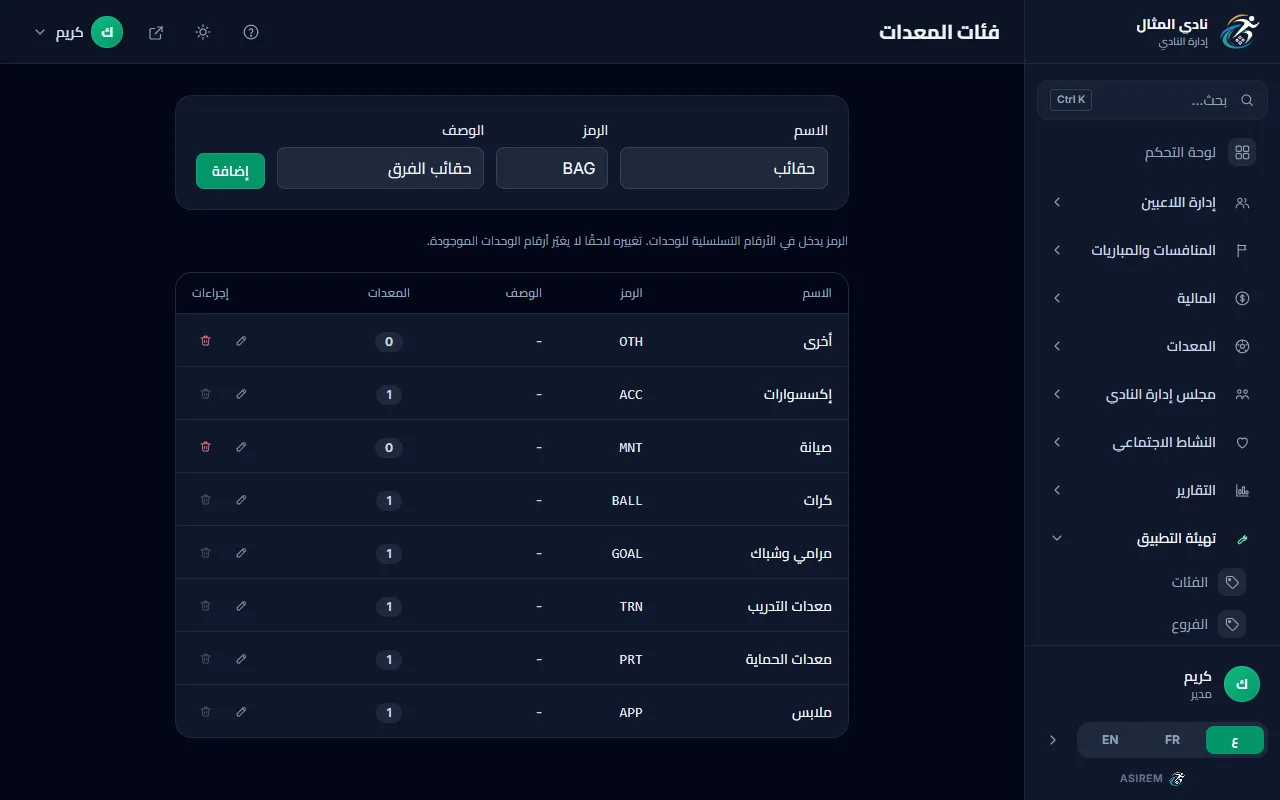 نادي المثال
إدارة النادي
بحث...
Ctrl K
لوحة التحكم
إدارة اللاعبين
المنافسات والمباريات
المالية
المعدات
مجلس إدارة النادي
النشاط الاجتماعي
التقارير
تهيئة التطبيق
الفئات
الفروع
ك
كريم
مدير
ع
FR
EN
ASIREM
فئات المعدات
ك
كريم
الاسم الرمز الوصف
حقائب BAG حقائب الفرق إضافة
الرمز يدخل في الأرقام التسلسلية للوحدات. تغييره لاحقًا لا يغيّر أرقام الوحدات الموجودة.
الاسم الرمز الوصف المعدات إجراءات
أخرى OTH - 0
إكسسوارات ACC - 1
صيانة MNT - 0
كرات BALL - 1
مرامي وشباك GOAL - 1
معدات التدريب TRN - 1
معدات الحماية PRT - 1
ملابس APP - 1